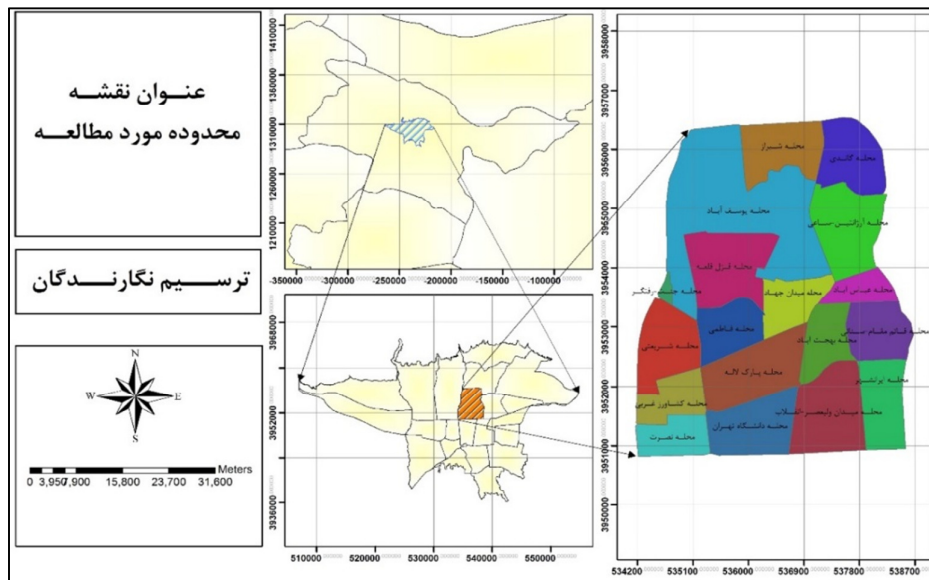 عنوان نقشه
محدوده مورد مطالعه
ترسیم نگارندگان
N
W E
S
Meters
0 3,950 7,900 15,800 23,700 31,600
1410000
1360000
1310000
1260000
1210000
-350000 -300000 -250000 -200000 -150000 -100000
3968000
3952000
3936000
510000 520000 530000 540000 550000
3958000
3957000
3956000
3955000
3954000
3953000
3952000
3951000
3950000
534200 535100 536000 536900 537800 538700
محله شیراز
محله گاندی
محله یوسف آباد
محله آرژانتین-ساعی
محله قزل قلعه
محله عباس آباد
محله میدان جهاد
محله فاطمی
محله بهجت آباد
محله قائم مقام-سنائی
محله شریعتی
محله پارک لاله
محله ایرانشهر
محله کشاورز غربی
محله میدان ولیعصر-انقلاب
محله دانشگاه تهران
محله نصرت